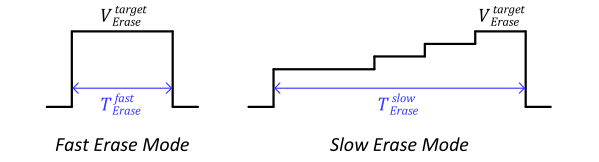 V_Erase^target
T_Erase^fast
Fast Erase Mode
V_Erase^target
T_Erase^slow
Slow Erase Mode